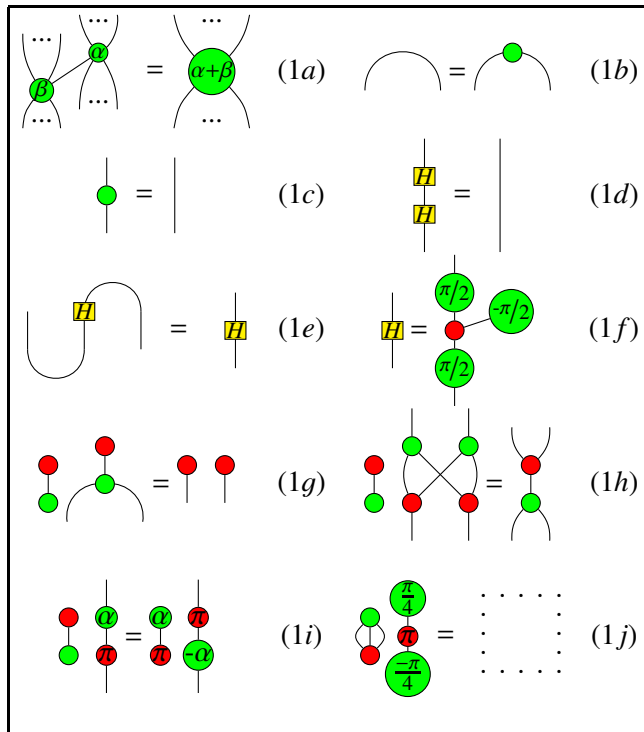 ... ... α β ... ... = ... α+β ... (1a)
= (1b)
= (1c)
H H = (1d)
H = H (1e)
H = π/2 -π/2 π/2 (1f)
= (1g)
= (1h)
α π = α π π -α (1i)
π/4 π -π/4 = (1j)